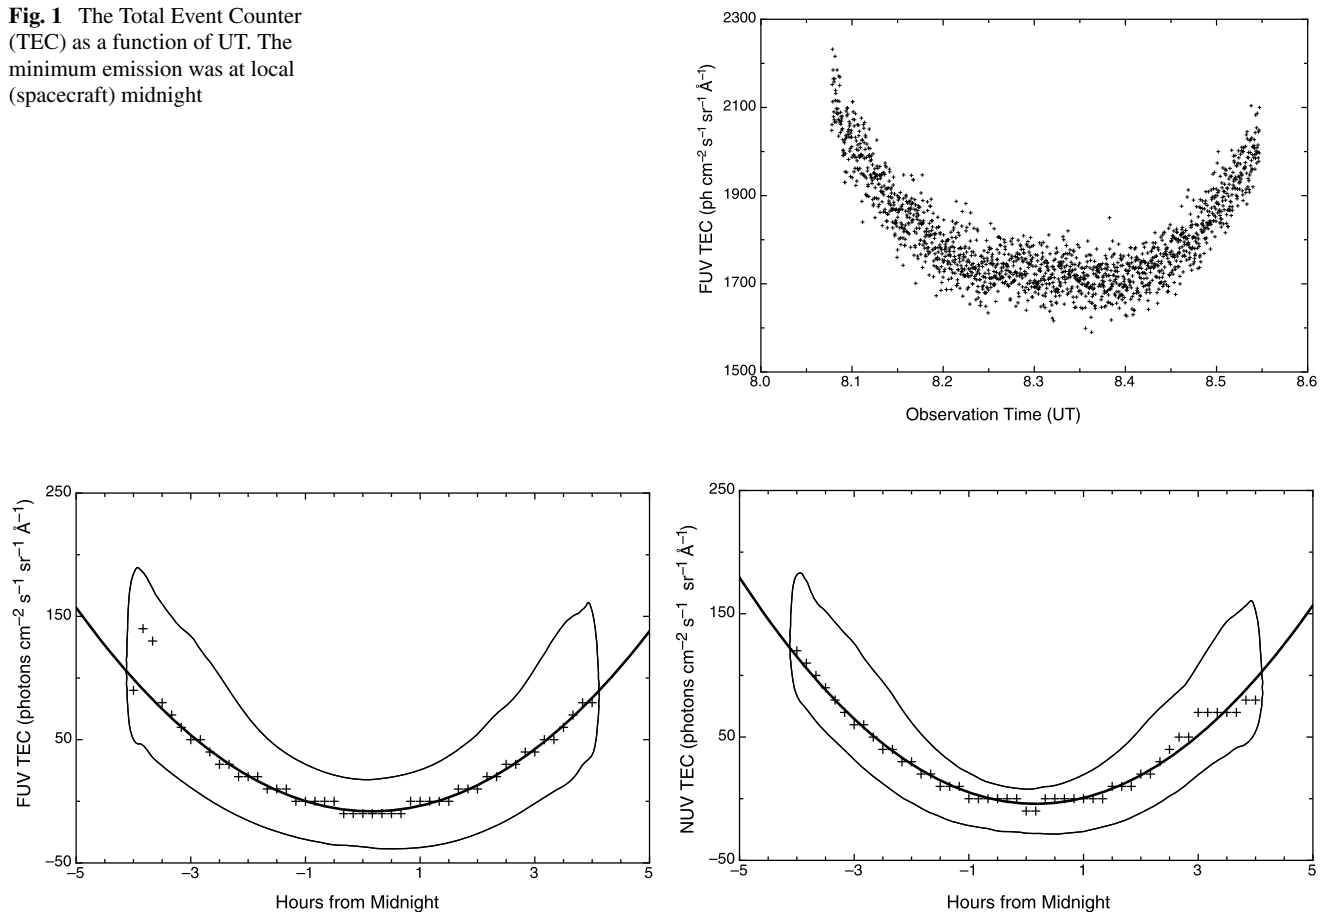 Fig. 1 The Total Event Counter
(TEC) as a function of UT. The
minimum emission was at local
(spacecraft) midnight
2300
2100
1900
1700
1500
FUV TEC (ph cm–2 s–1 sr–1 Å–1)
8.0 8.1 8.2 8.3 8.4 8.5 8.6
Observation Time (UT)
250
150
50
–50
FUV TEC (photons cm–2 s–1 sr–1 Å–1)
–5 –3 –1 1 3 5
Hours from Midnight
250
150
50
–50
NUV TEC (photons cm–2 s–1 sr–1 Å–1)
–5 –3 –1 1 3 5
Hours from Midnight